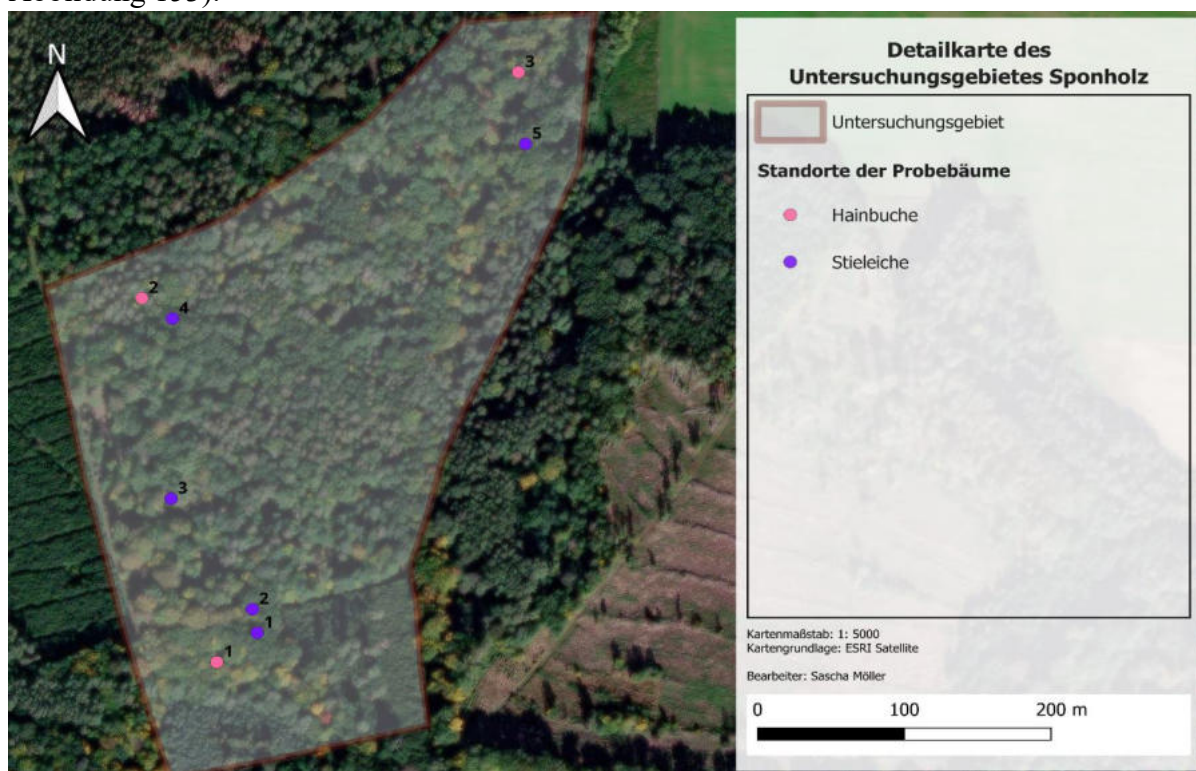 N
3
5
2
4
3
2
1
1
Detailkarte des
Untersuchungsgebietes Sponholz
Untersuchungsgebiet
Standorte der Probebäume
Hainbuche
Stieleiche
Kartenmaßstab: 1: 5000
Kartengrundlage: ESRI Satellite
Bearbeiter: Sascha Möller
0 100 200 m